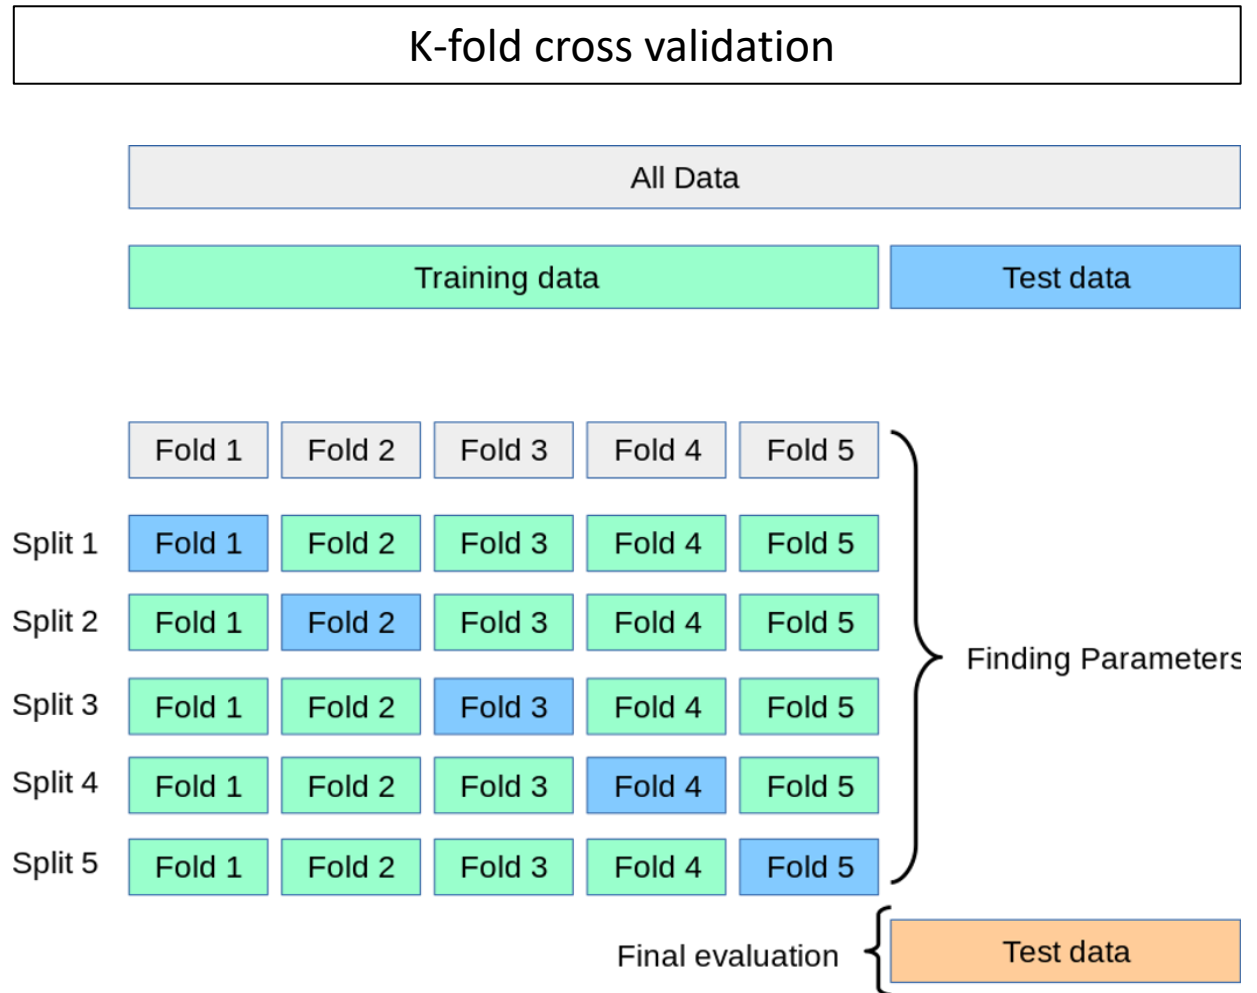 K-fold cross validation
All Data
Training data Test data
Fold 1 Fold 2 Fold 3 Fold 4 Fold 5
Split 1 Fold 1 Fold 2 Fold 3 Fold 4 Fold 5
Split 2 Fold 1 Fold 2 Fold 3 Fold 4 Fold 5
Finding Parameters
Split 3 Fold 1 Fold 2 Fold 3 Fold 4 Fold 5
Split 4 Fold 1 Fold 2 Fold 3 Fold 4 Fold 5
Split 5 Fold 1 Fold 2 Fold 3 Fold 4 Fold 5
Final evaluation Test data